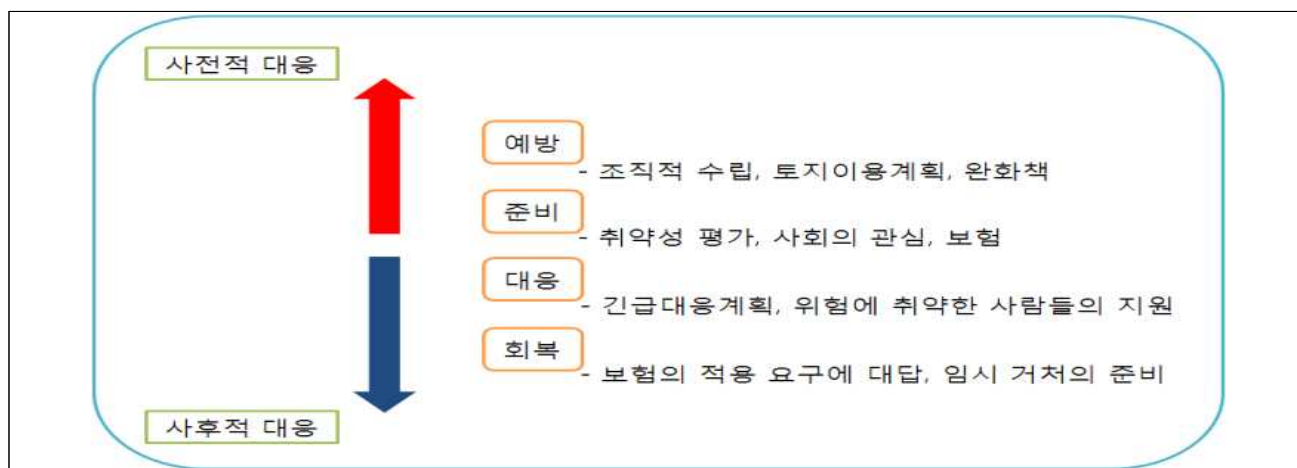 사전적 대응
예방
- 조직적 수립, 토지이용계획, 완화책
준비
- 취약성 평가, 사회의 관심, 보험
대응
- 긴급대응계획, 위험에 취약한 사람들의 지원
회복
- 보험의 적용 요구에 대답, 임시 거처의 준비
사후적 대응